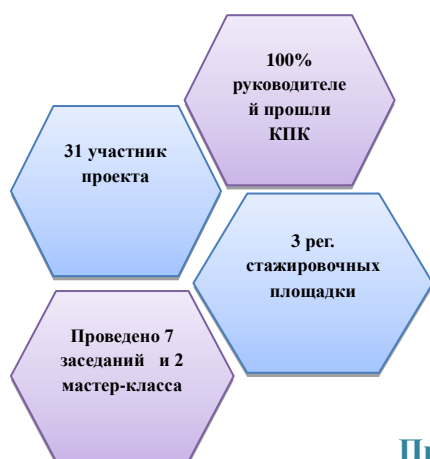 100%
руководителе
й прошли
КПК
31 участник
проекта
3 рег.
стажировочных
площадки
Проведено 7
заседаний и 2
мастер-класса